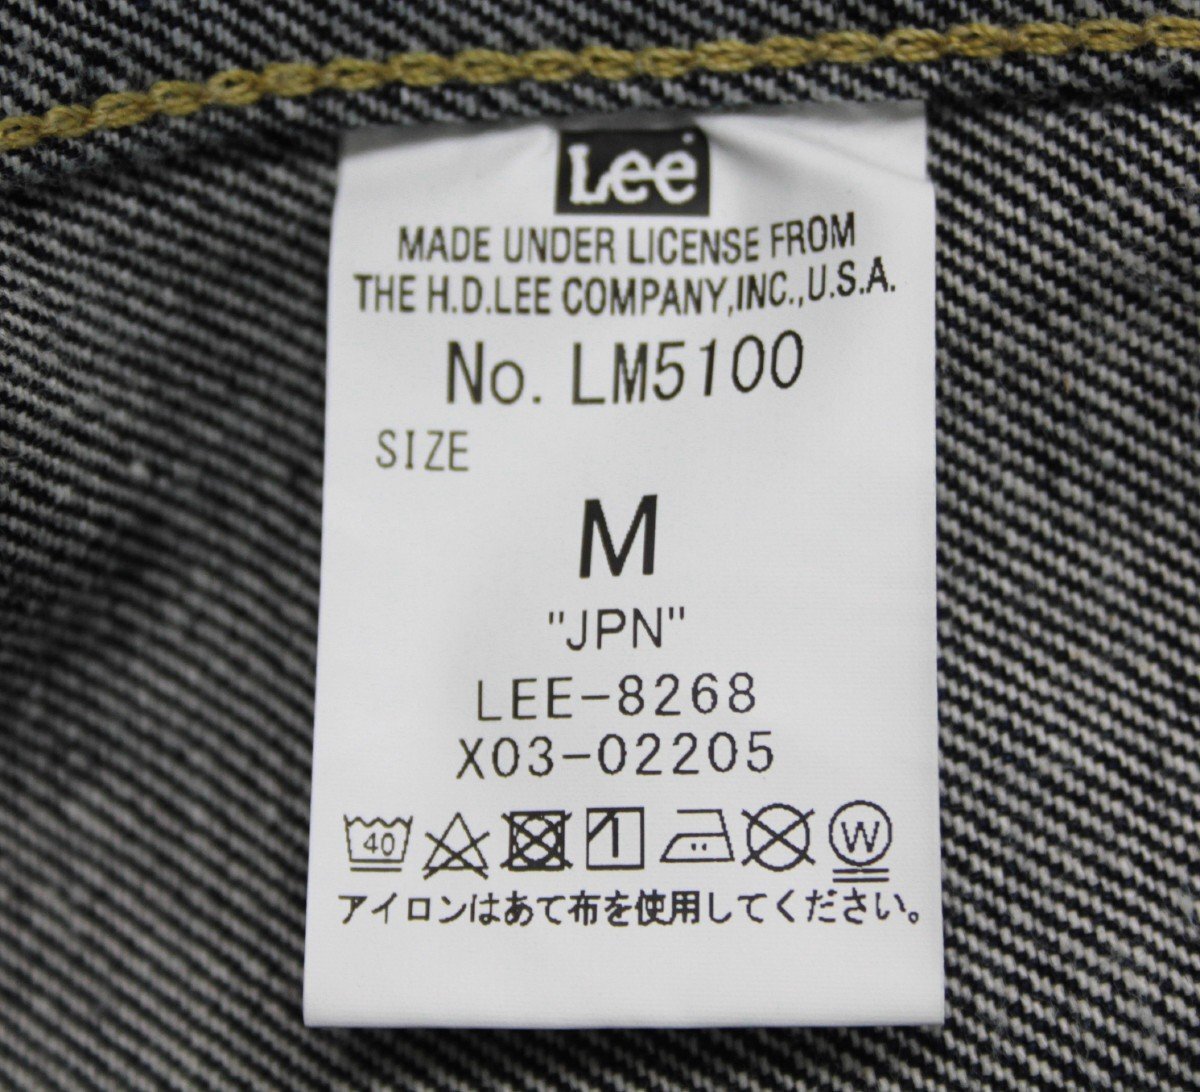 Lee
MADE UNDER LICENSE FROM
THE H.D.LEE COMPANY,INC.,U.S.A.
No. LM5100
SIZE
M
"JPN"
LEE-8268
X03-02205
40 W
アイロンはあて布を使用してください。